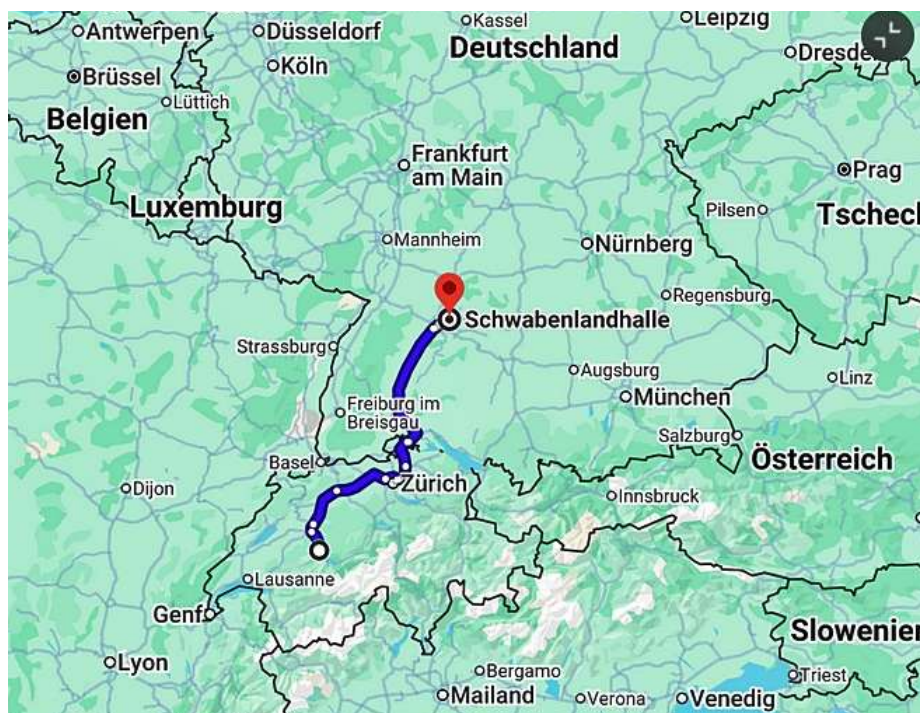 Kassel
Leipzig
Antwerpen
Düsseldorf
Deutschland
Dresden
Köln
Brüssel
Lüttich
Belgien
Frankfurt
am Main
Prag
Luxemburg
Pilsen
Tschech
Mannheim
Nürnberg
Regensburg
Schwabenlandhalle
Strassburg
Augsburg
Linz
Freiburg im
Breisgau
München
Salzburg
Österreich
Basel
Zürich
Dijon
Innsbruck
Lausanne
Genf
Slowenien
Lyon
Bergamo
Triest
Mailand
Verona
Venedig